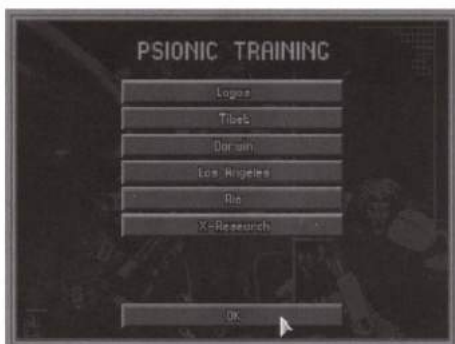 PSIONIC TRAINING
Lagos
Tibet
Darwin
Los Angeles
Rio
X-Research
OK